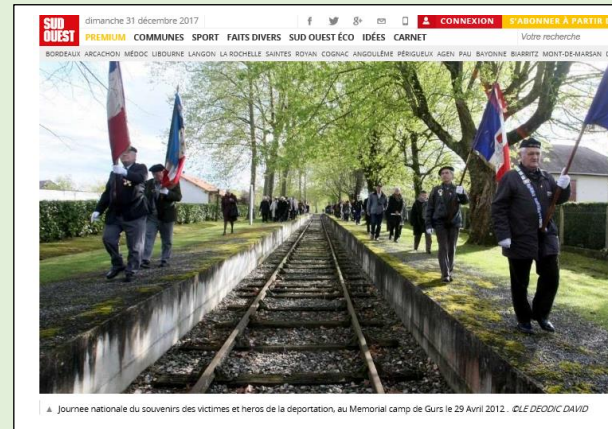 SUD OUEST
dimanche 31 décembre 2017
CONNEXION
S'ABONNER À PARTIR
PREMIUM COMMUNES SPORT FAITS DIVERS SUD OUEST ÉCO IDÉES CARNET
Votre recherche
BORDEAUX ARCACHON MÉDOC LIBOURNE LANGON LA ROCHELLE SAINTES ROYAN COGNAC ANGOULÊME PÉRIGUEUX AGEN PAU BAYONNE BIARRITZ MONT-DE-MARSAN
Journee nationale du souvenirs des victimes et heros de la deportation, au Memorial camp de Gurs le 29 Avril 2012 . ©LE DEODIC DAVID